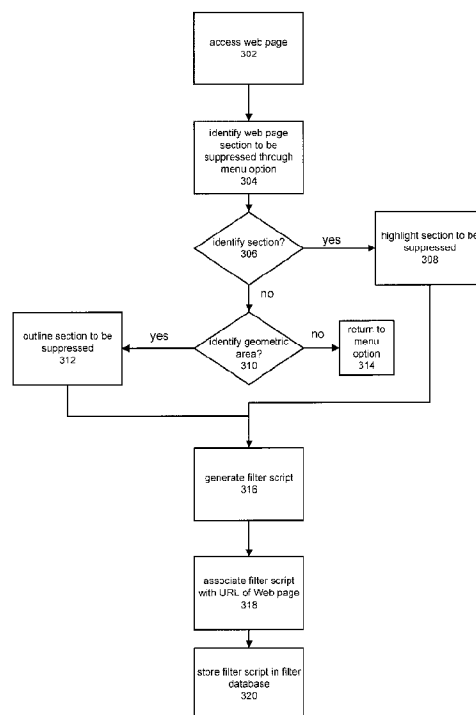 access web page
302
identify web page
section to be
suppressed through
menu option
304
identify section?
306
yes
highlight section to be
suppressed
308
no
outline section to be
suppressed
312
yes
identify geometric
area?
310
no
return to
menu
option
314
generate filter script
316
associate filter script
with URL of Web page
318
store filter script in filter
database
320